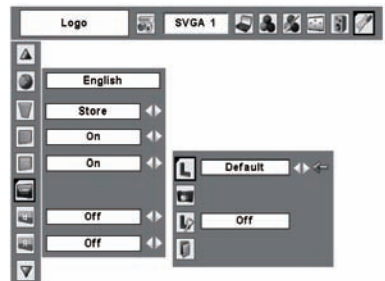 Logo
SVGA 1
English
Store
On
On
Default
Off
Off
Off